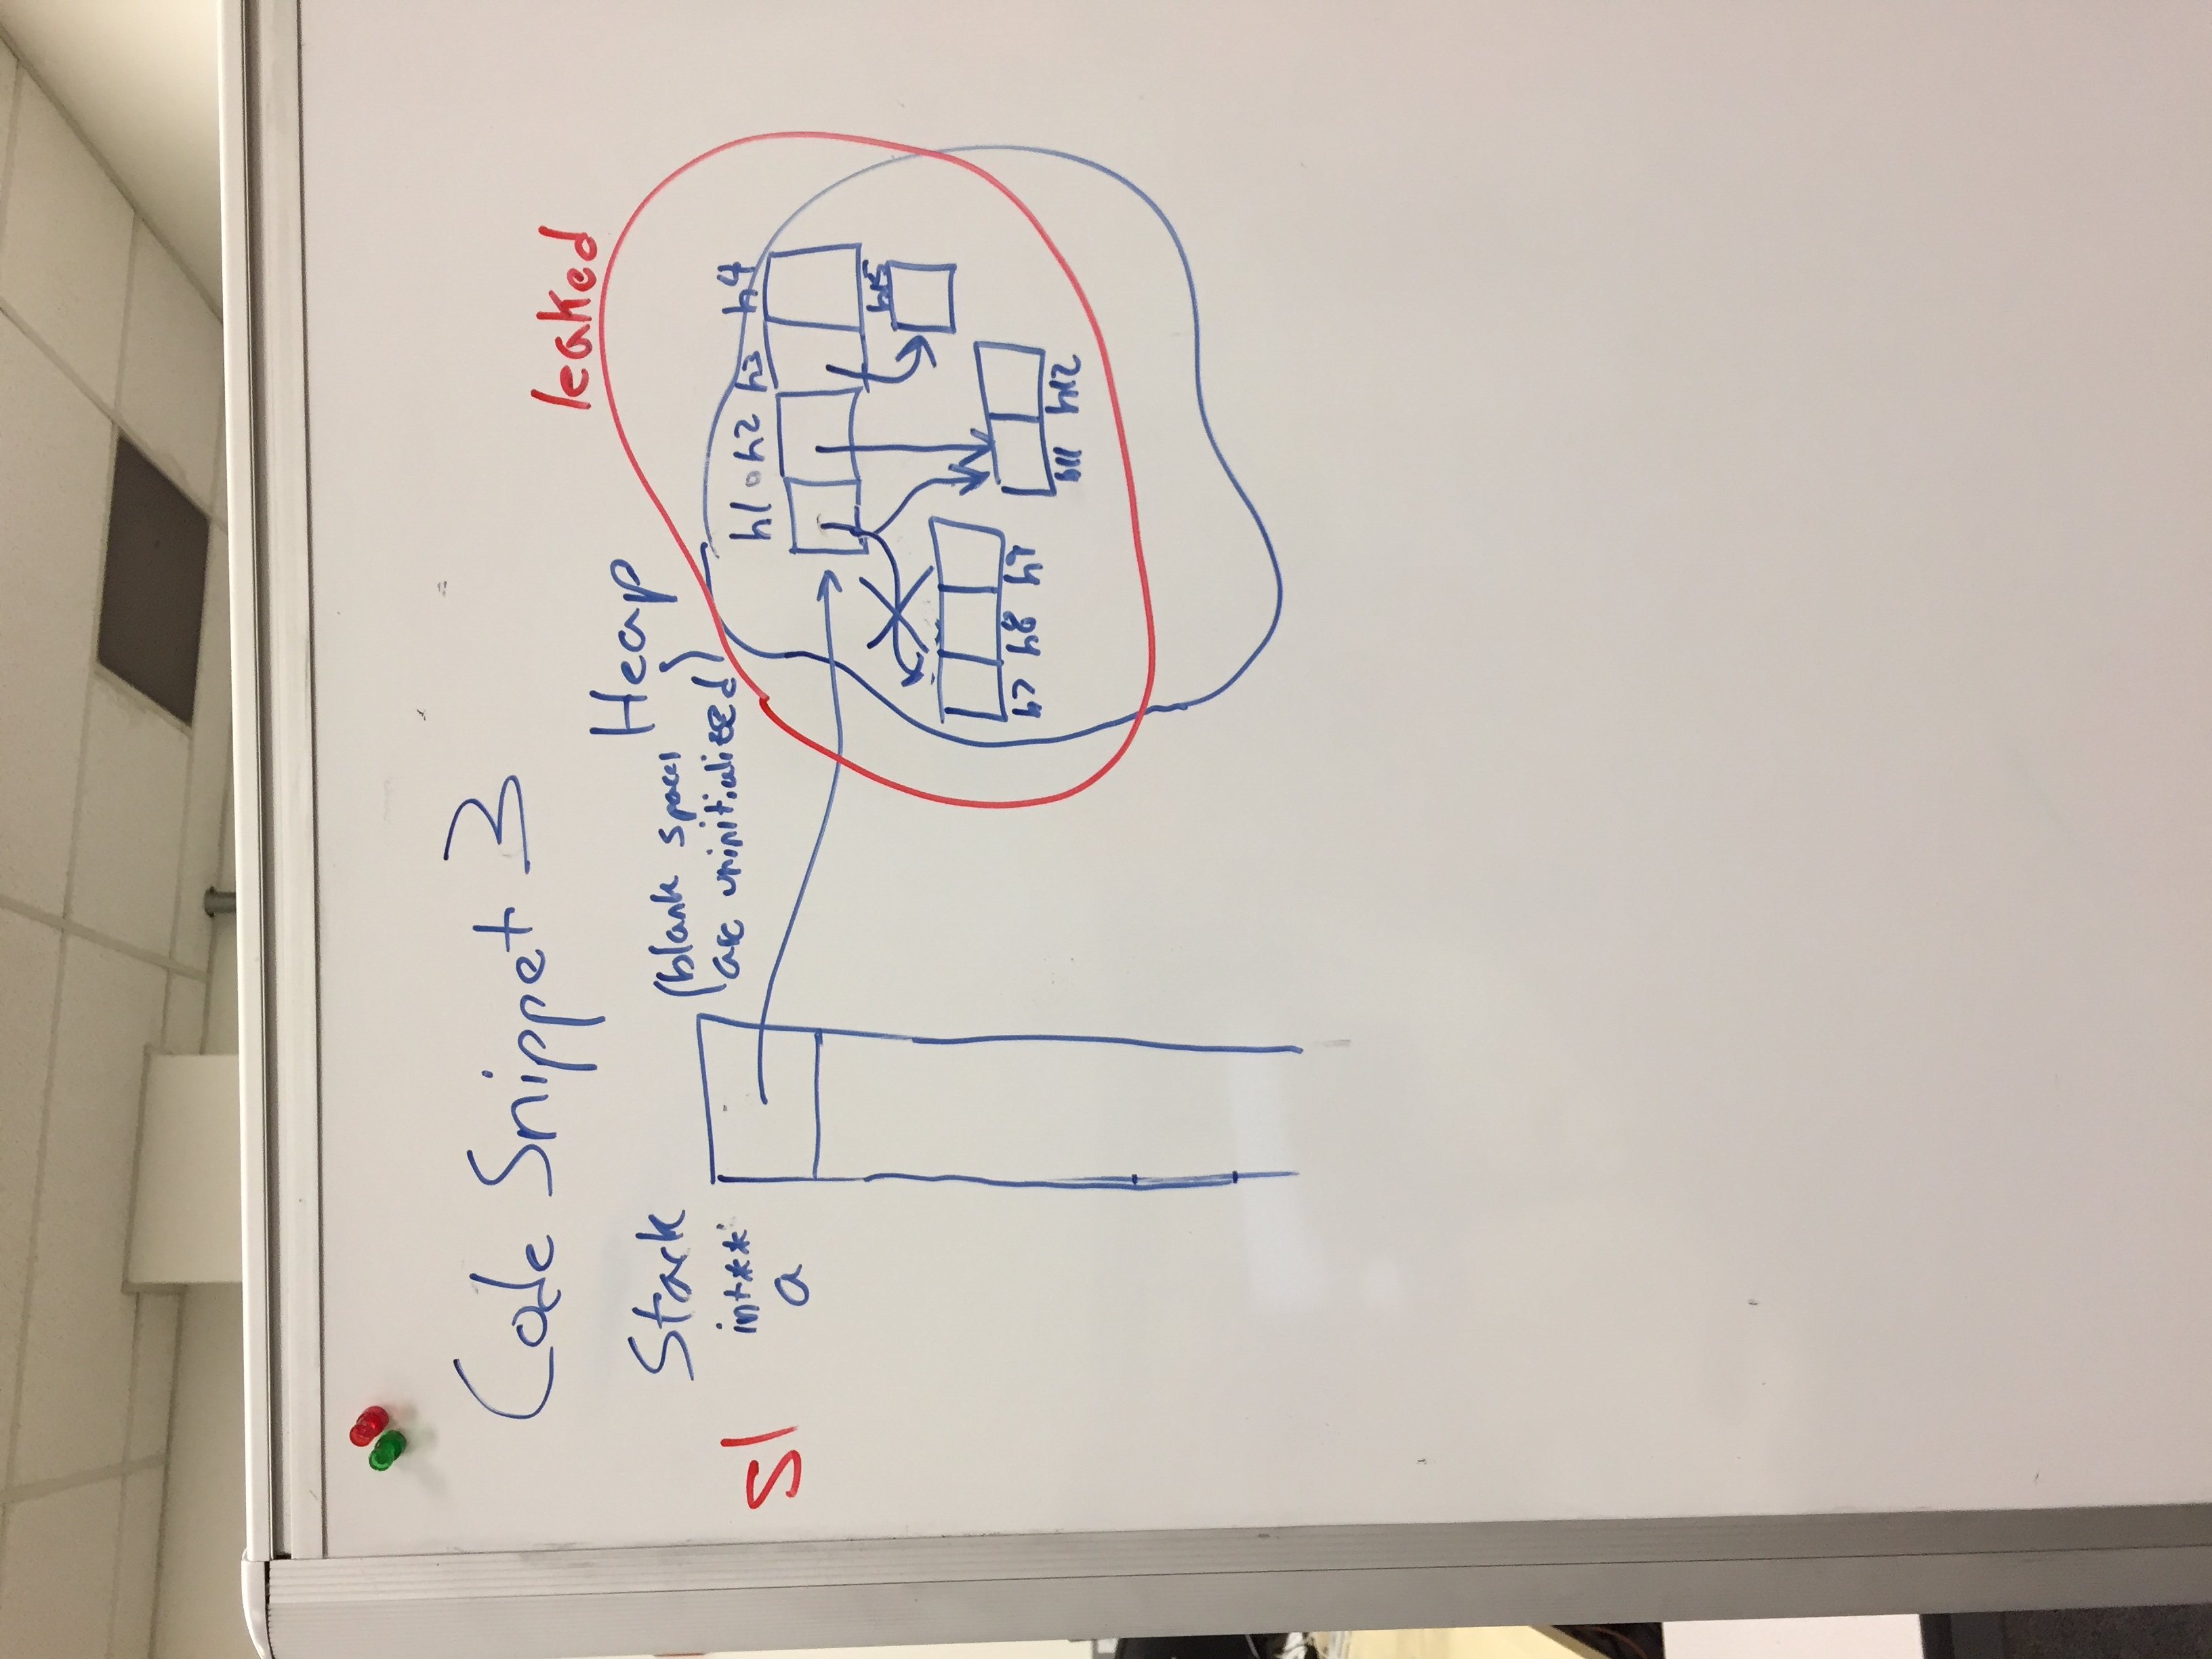 Code Snippet 3
leaked
Heap
Stack
(blank spaces
are uninitialized)
s1
int**
a
h1 h2 h3 h4
h15
h7 h8 h9
h11 h12